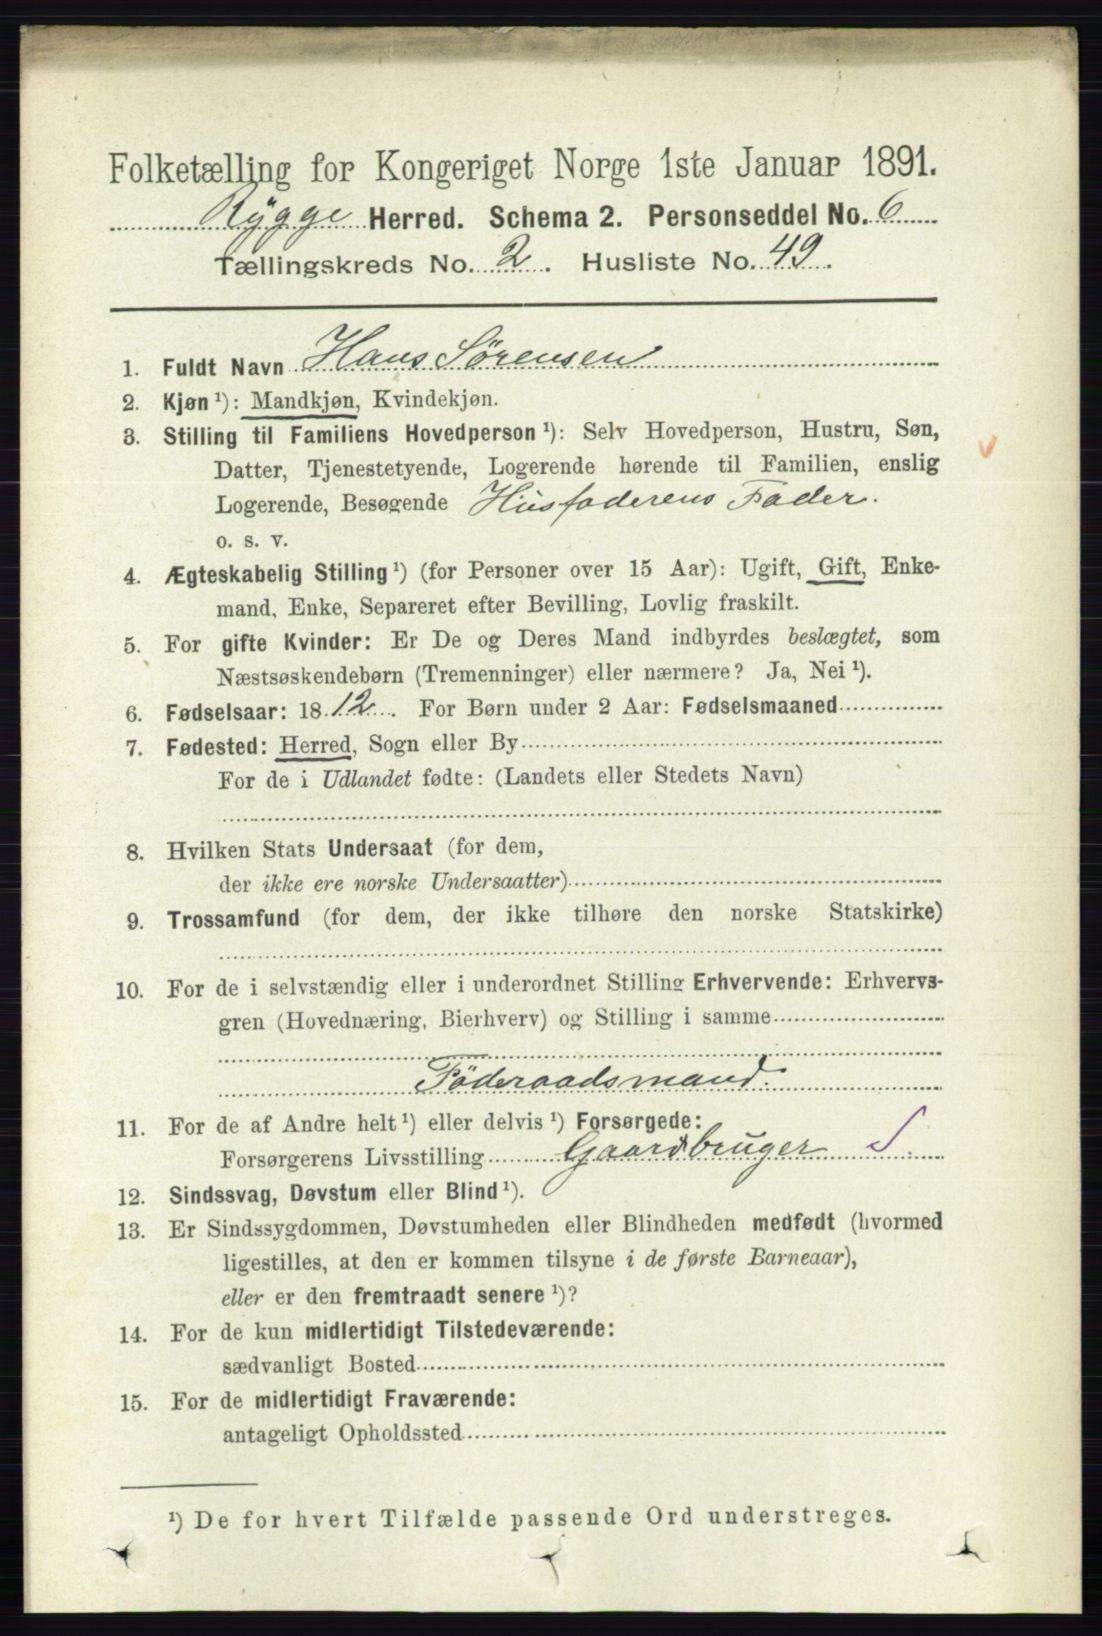 Folketælling for Kongeriget Norge 1ste Januar 1891.
Rygge Herred. Schema 2. Personseddel No. 6
Tællingskreds No. 2. Husliste No. 49.
1. Fuldt Navn Hans Sørensen
2. Kjøn ¹): Mandkjøn, Kvindekjøn.
3. Stilling til Familiens Hovedperson ¹): Selv Hovedperson, Hustru, Søn,
Datter, Tjenestetyende, Logerende hørende til Familien, enslig
Logerende, Besøgende Husfaderens Fader.
o. s. v.
4. Ægteskabelig Stilling ¹) (for Personer over 15 Aar): Ugift, Gift, Enke-
mand, Enke, Separeret efter Bevilling, Lovlig fraskilt.
5. For gifte Kvinder: Er De og Deres Mand indbyrdes beslægtet, som
Næstsøskendebørn (Tremenninger) eller nærmere? Ja, Nei ¹).
6. Fødselsaar: 1812. For Børn under 2 Aar: Fødselsmaaned
7. Fødested: Herred, Sogn eller By
For de i Udlandet fødte: (Landets eller Stedets Navn)
8. Hvilken Stats Undersaat (for dem,
der ikke ere norske Undersaatter)
9. Trossamfund (for dem, der ikke tilhøre den norske Statskirke)
10. For de i selvstændig eller i underordnet Stilling Erhvervende: Erhvervs-
gren (Hovednæring, Bierhverv) og Stilling i samme
Föderaadsmand.
11. For de af Andre helt ¹) eller delvis ¹) Forsørgede:
Forsørgerens Livsstilling Gaardbruger S.
12. Sindssvag, Døvstum eller Blind ¹).
13. Er Sindssygdommen, Døvstumheden eller Blindheden medfødt (hvormed
ligestilles, at den er kommen tilsyne i de første Barneaar),
eller er den fremtraadt senere ¹)?
14. For de kun midlertidigt Tilstedeværende:
sædvanligt Bosted
15. For de midlertidigt Fraværende:
antageligt Opholdssted
¹) De for hvert Tilfælde passende Ord understreges.